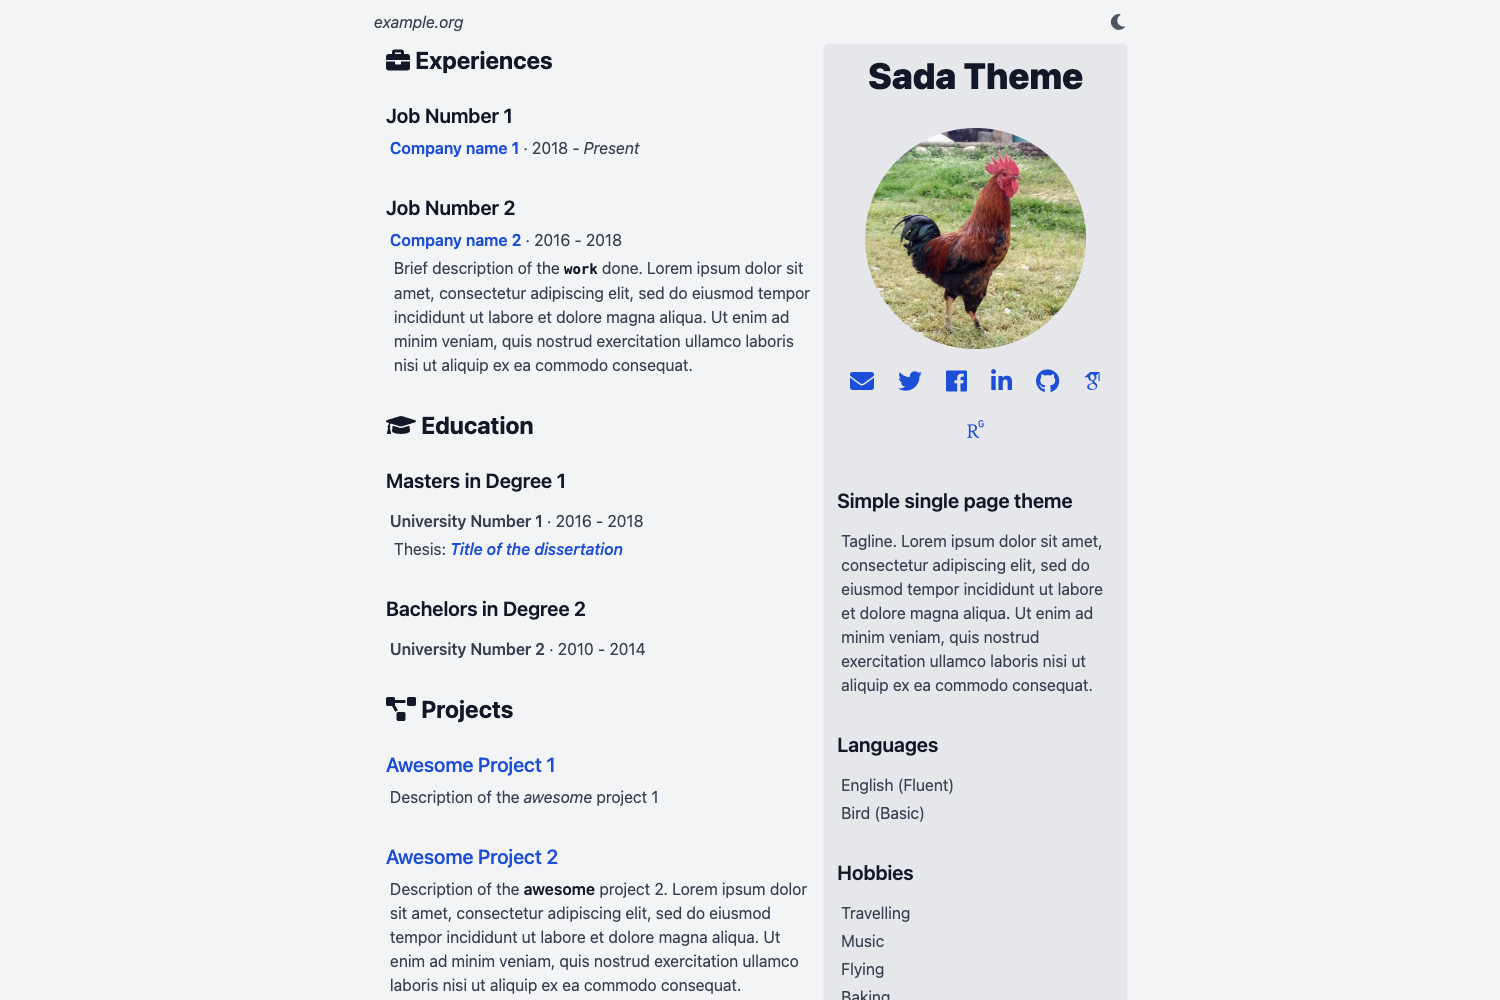 example.org
Experiences
Job Number 1
Company name 1 · 2018 - Present
Job Number 2
Company name 2 · 2016 - 2018
Brief description of the work done. Lorem ipsum dolor sit
amet, consectetur adipiscing elit, sed do eiusmod tempor
incididunt ut labore et dolore magna aliqua. Ut enim ad
minim veniam, quis nostrud exercitation ullamco laboris
nisi ut aliquip ex ea commodo consequat.
Education
Masters in Degree 1
University Number 1 · 2016 - 2018
Thesis: Title of the dissertation
Bachelors in Degree 2
University Number 2 · 2010 - 2014
Projects
Awesome Project 1
Description of the awesome project 1
Awesome Project 2
Description of the awesome project 2. Lorem ipsum dolor
sit amet, consectetur adipiscing elit, sed do eiusmod
tempor incididunt ut labore et dolore magna aliqua. Ut
enim ad minim veniam, quis nostrud exercitation ullamco
laboris nisi ut aliquip ex ea commodo consequat.
Sada Theme
Simple single page theme
Tagline. Lorem ipsum dolor sit amet,
consectetur adipiscing elit, sed do
eiusmod tempor incididunt ut labore
et dolore magna aliqua. Ut enim ad
minim veniam, quis nostrud
exercitation ullamco laboris nisi ut
aliquip ex ea commodo consequat.
Languages
English (Fluent)
Bird (Basic)
Hobbies
Travelling
Music
Flying
Baking